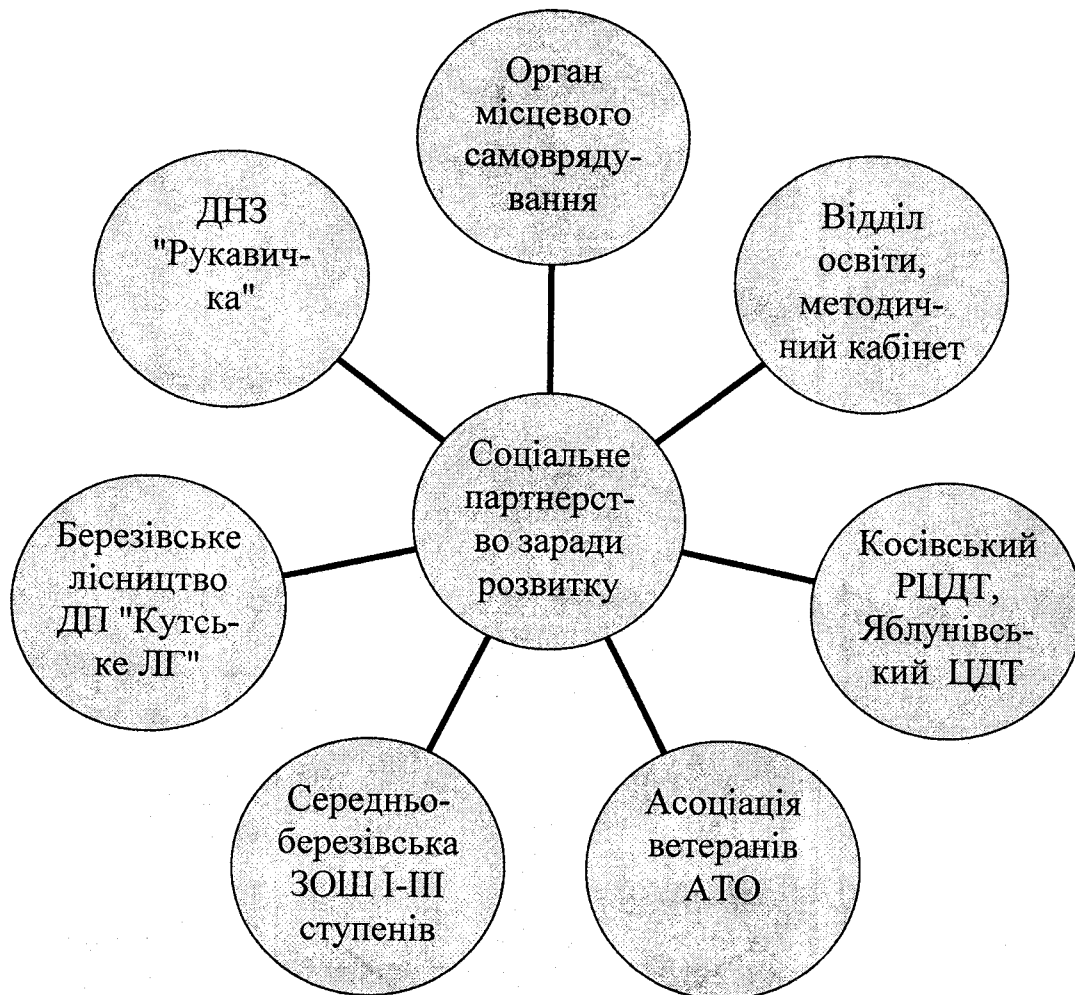 Орган
місцевого
самовряду-
вання
Відділ
освіти,
методич-
ний кабінет
Косівський
РЦДТ,
Яблунівсь-
кий ЦДТ
Асоціація
ветеранів
АТО
Середньо-
березівська
ЗОШ І-ІІІ
ступенів
Березівське
лісництво
ДП "Кутсь-
ке ЛГ"
ДНЗ
"Рукавич-
ка"
Соціальне
партнерст-
во заради
розвитку